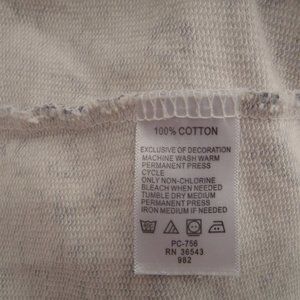 100% COTTON
EXCLUSIVE OF DECORATION
MACHINE WASH WARM
PERMANENT PRESS
CYCLE
ONLY NON-CHLORINE
BLEACH WHEN NEEDED
TUMBLE DRY MEDIUM
PERMANENT PRESS
IRON MEDIUM IF NEEDED
PC-756
RN 36543
982